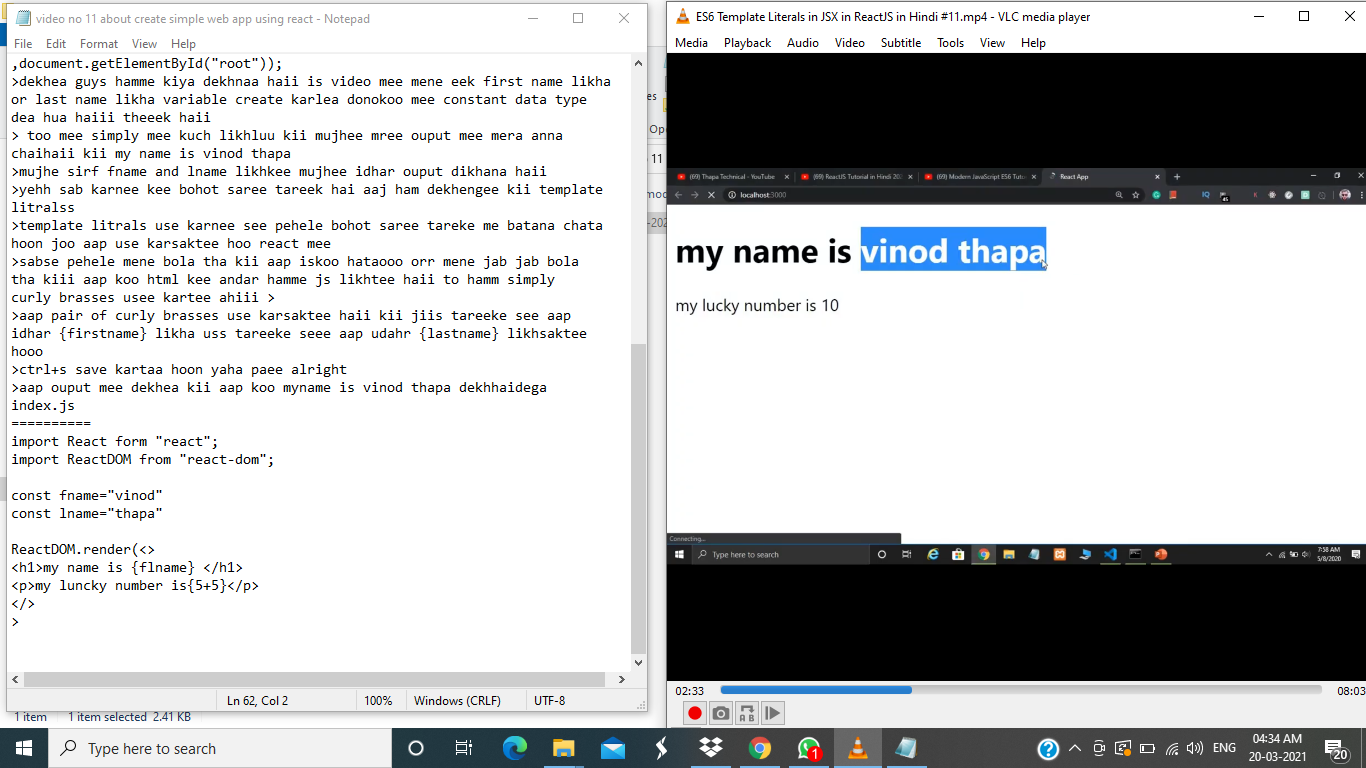 video no 11 about create simple web app using react - Notepad
File Edit Format View Help
,document.getElementById("root"));
>dekhea guys hamme kiya dekhnaa haii is video mee mene eek first name likha
or last name likha variable create karlea donokoo mee constant data type
dea hua haiii theeek haii
> too mee simply mee kuch likhluu kii mujhee mree ouput mee mera anna
chaihaii kii my name is vinod thapa
>mujhe sirf fname and lname likhkee mujhee idhar ouput dikhana haii
>yehh sab karnee kee bohot saree tareek hai aaj ham dekhengee kii template
litralss
>template litrals use karnee see pehele bohot saree tareke me batana chata
hoon joo aap use karsaktee hoo react mee
>sabse pehele mene bola tha kii aap iskoo hataooo orr mene jab jab bola
tha kiii aap koo html kee andar hamme js likhtee haii to hamm simply
curly brasses usee kartee ahiii >
>aap pair of curly brasses use karsaktee haii kii jiis tareeke see aap
idhar {firstname} likha uss tareeke seee aap udahr {lastname} likhsaktee
hooo
>ctrl+s save kartaa hoon yaha paee alright
>aap ouput mee dekhea kii aap koo myname is vinod thapa dekhhaidega
index.js
==========
import React form "react";
import ReactDOM from "react-dom";
const fname="vinod"
const lname="thapa"
ReactDOM.render(<>
<h1>my name is {flname} </h1>
<p>my luncky number is{5+5}</p>
</>
>
Ln 62, Col 2 100% Windows (CRLF) UTF-8
1 item 1 item selected 2.41 KB
es
Op
11
mod
-202
ES6 Template Literals in JSX in ReactJS in Hindi #11.mp4 - VLC media player
Media Playback Audio Video Subtitle Tools View Help
(69) Thapa Technical - YouTube (69) ReactJS Tutorial in Hindi 20 (69) Modern JavaScript ES6 Tut React App
localhost:3000
my name is vinod thapa
my lucky number is 10
Connecting...
Type here to search
7:58 AM
5/8/2020
02:33 08:03
Type here to search
1
ENG
04:34 AM
20-03-2021
20